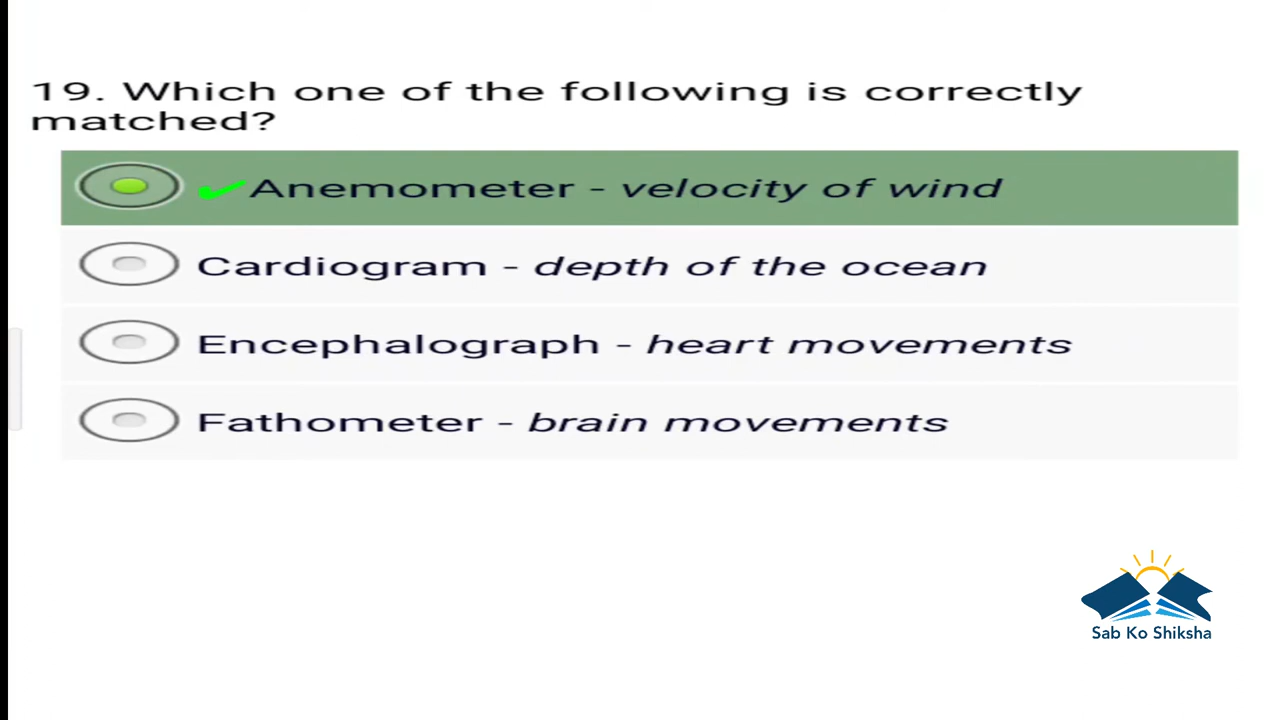 19. Which one of the following is correctly
matched?
Anemometer - velocity of wind
Cardiogram - depth of the ocean
Encephalograph - heart movements
Fathometer - brain movements
Sab Ko Shiksha